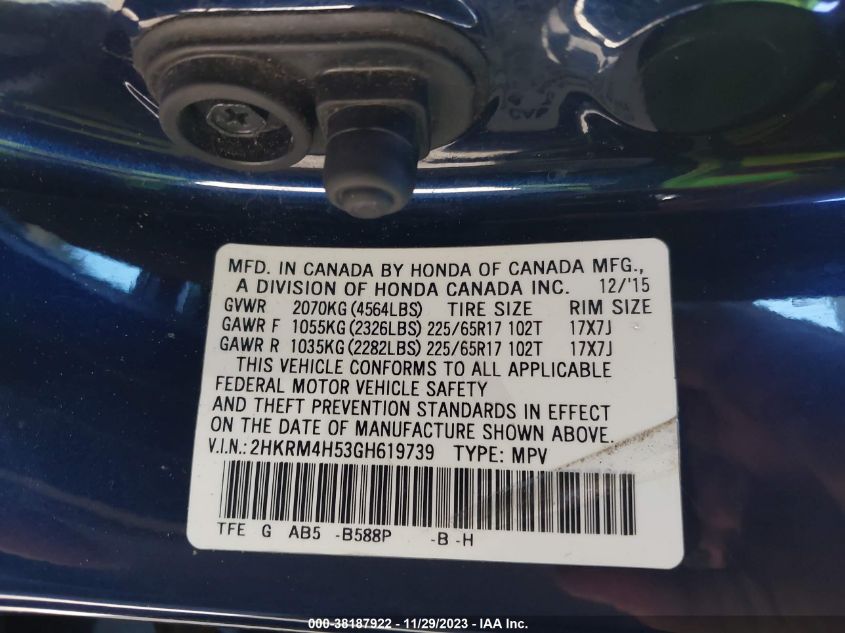 MFD. IN CANADA BY HONDA OF CANADA MFG.,
A DIVISION OF HONDA CANADA INC. 12/'15
GVWR 2070KG (4564LBS) TIRE SIZE RIM SIZE
GAWR F 1055KG (2326LBS) 225/65R17 102T 17X7J
GAWR R 1035KG (2282LBS) 225/65R17 102T 17X7J
THIS VEHICLE CONFORMS TO ALL APPLICABLE
FEDERAL MOTOR VEHICLE SAFETY
AND THEFT PREVENTION STANDARDS IN EFFECT
ON THE DATE OF MANUFACTURE SHOWN ABOVE.
V.I.N.: 2HKRM4H53GH619739 TYPE: MPV
TFE G AB5 -B588P -B -H
000-38187922 - 11/29/2023 - IAA Inc.